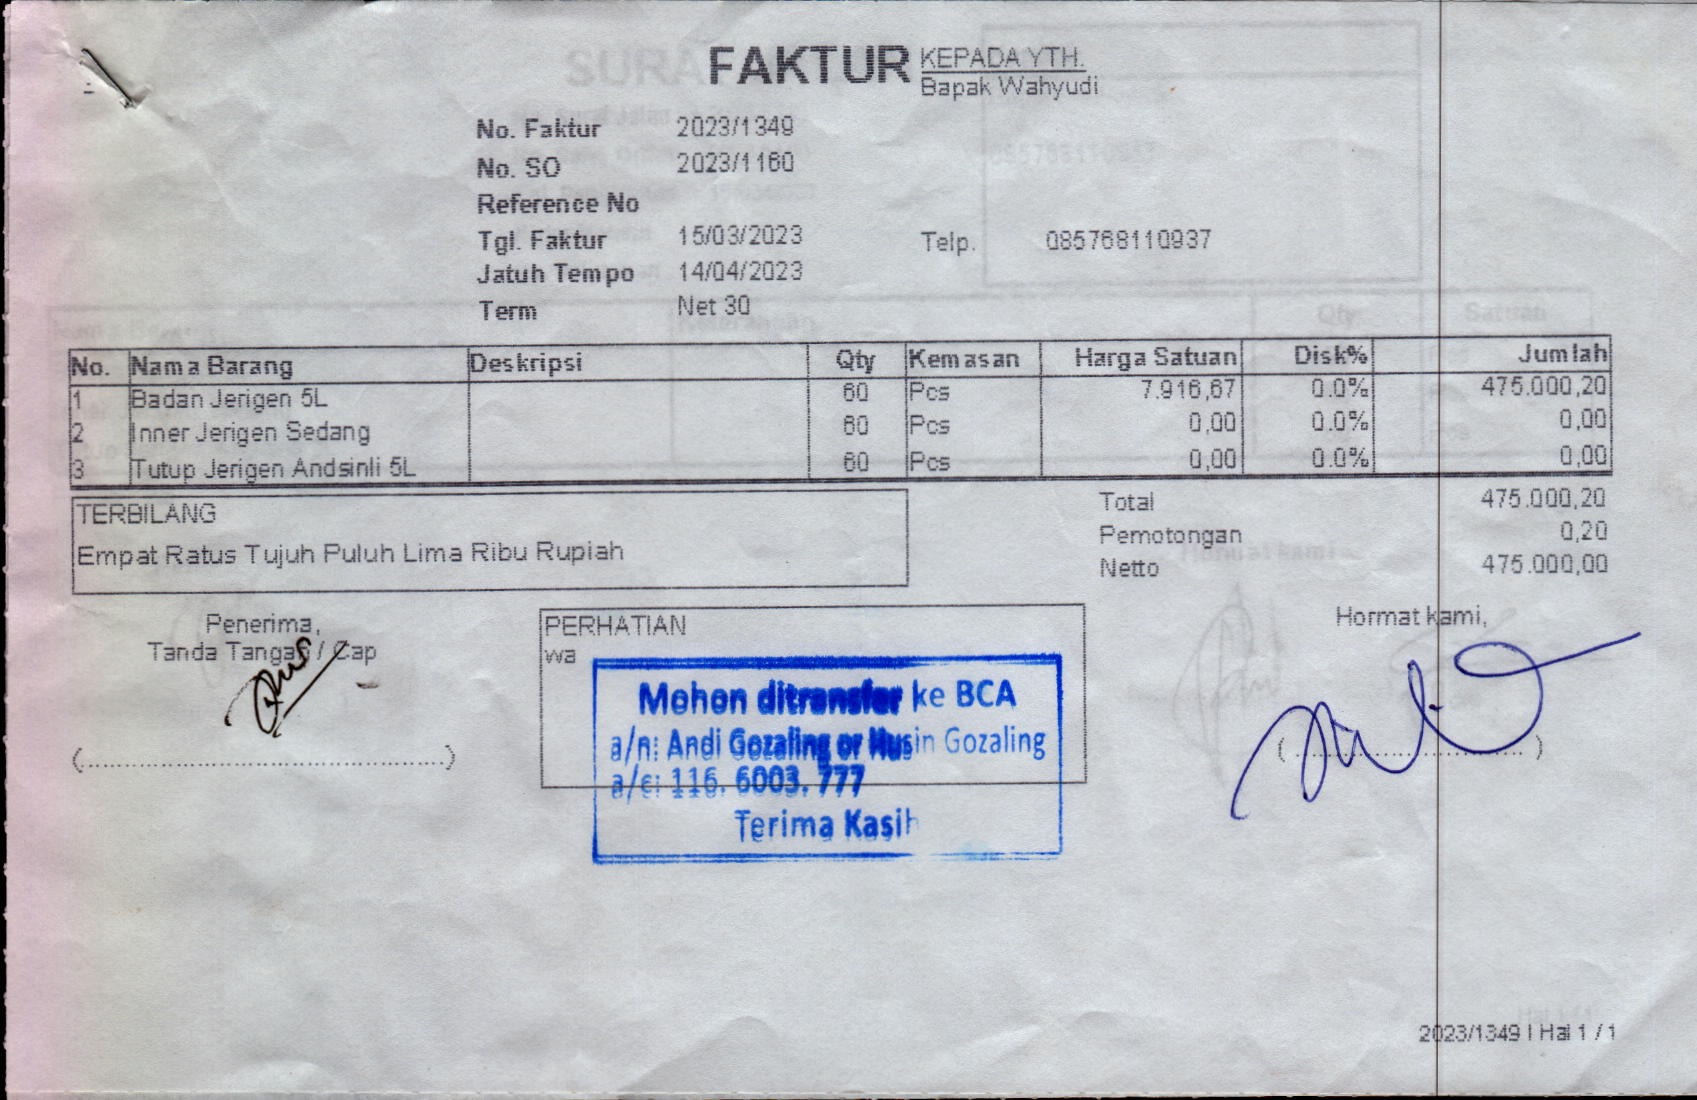 FAKTUR
KEPADA YTH.
Bapak Wahyudi
No. Faktur 2023/1349
No. SO 2023/1160
Reference No
Tgl. Faktur 15/03/2023 Telp. 085768110937
Jatuh Tempo 14/04/2023
Term Net 30
No. Nama Barang Deskripsi Qty Kemasan Harga Satuan Disk% Jumlah
1 Badan Jerigen 5L 60 Pcs 7.916,67 0.0% 475.000,20
2 Inner Jerigen Sedang 60 Pcs 0,00 0.0% 0,00
3 Tutup Jerigen Andsinli 5L 60 Pcs 0,00 0.0% 0,00
TERBILANG
Empat Ratus Tujuh Puluh Lima Ribu Rupiah
Total 475.000,20
Pemotongan 0,20
Netto 475.000,00
Penerima,
Tanda Tangan / Cap
(........................................)
PERHATIAN
wa
Mohon ditransfer ke BCA
a/n: Andi Gozaling or Husin Gozaling
a/c: 116. 6003. 777
Terima Kasih
Hormat kami,
2023/1349 | Hal 1 / 1